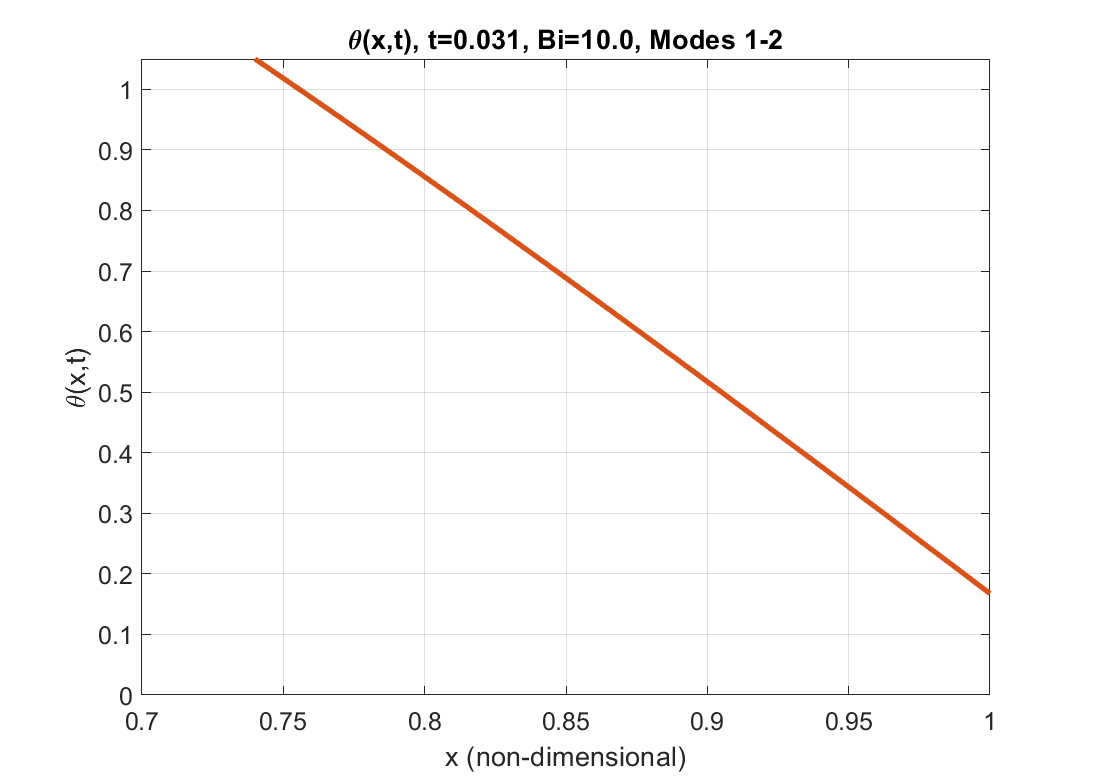 θ(x,t), t=0.031, Bi=10.0, Modes 1-2
θ(x,t)
1
0.9
0.8
0.7
0.6
0.5
0.4
0.3
0.2
0.1
0
0.7 0.75 0.8 0.85 0.9 0.95 1
x (non-dimensional)